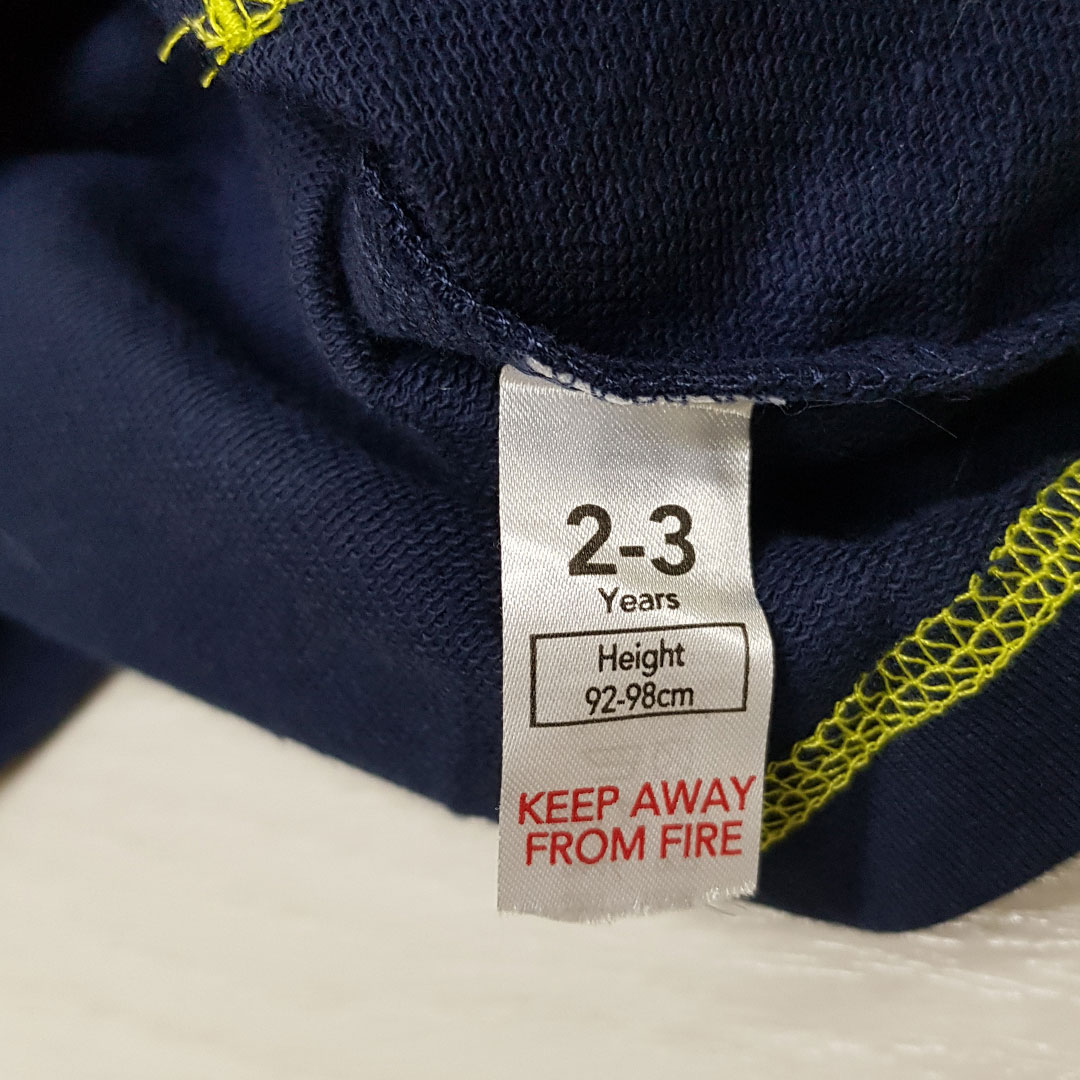 2-3
Years
Height
92-98cm
KEEP AWAY
FROM FIRE